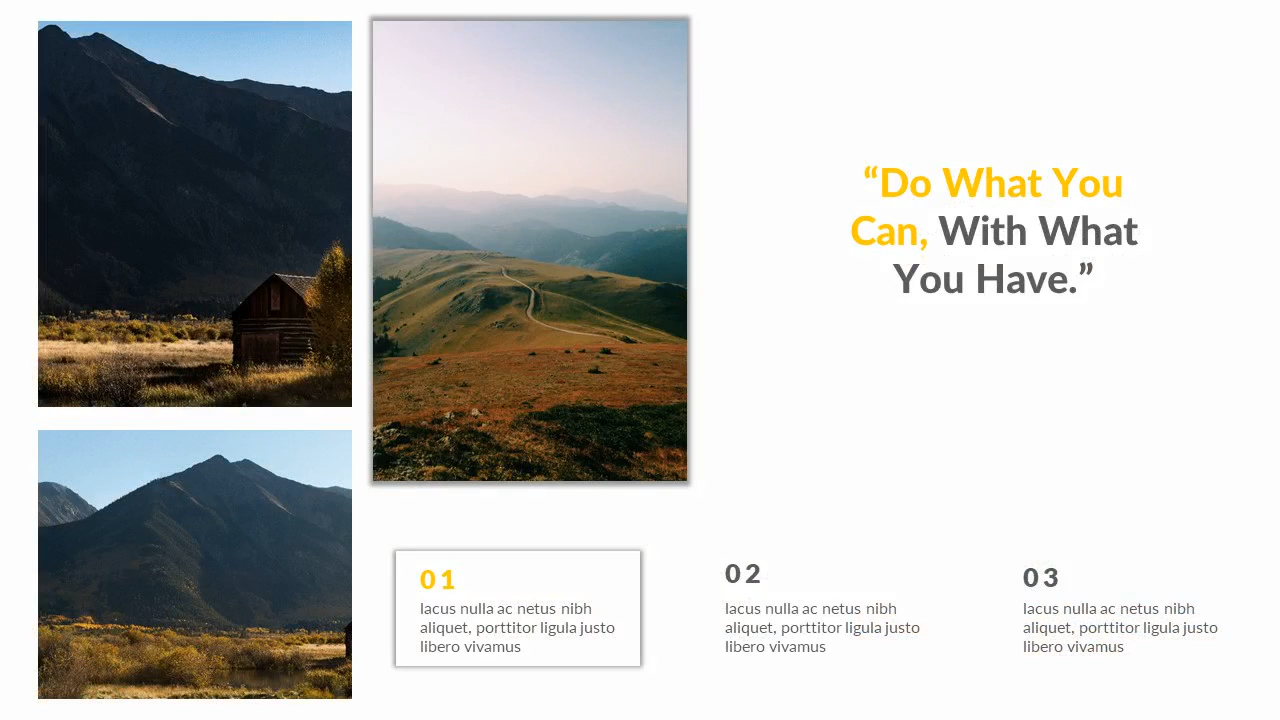 “Do What You
Can, With What
You Have.”
01
lacus nulla ac netus nibh
aliquet, porttitor ligula justo
libero vivamus
02
lacus nulla ac netus nibh
aliquet, porttitor ligula justo
libero vivamus
03
lacus nulla ac netus nibh
aliquet, porttitor ligula justo
libero vivamus